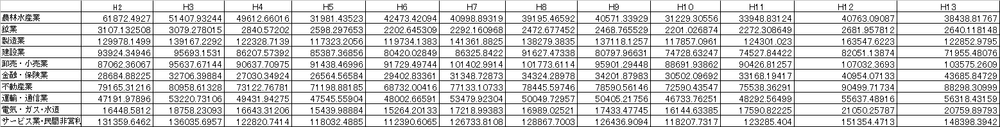 H2 H3 H4 H5 H6 H7 H8 H9 H10 H11 H12 H13
農林水産業 61872.4927 51407.93244 49612.66016 31981.43523 42473.42094 40998.89319 39195.46592 40571.33929 31229.30556 33948.83124 40763.09087 38438.81767
鉱業 3107.132508 3079.278015 2840.57202 2598.297653 2202.645309 2292.160968 2472.677452 2468.765529 2201.026874 2272.308649 2681.957812 2640.118148
製造業 129978.1499 139167.2292 122328.7139 117323.2056 119734.1383 141361.8825 138279.3835 137118.1257 117857.0961 124301.023 163547.6223 122852.9795
建設業 93924.34946 95693.1531 86207.57392 85387.36856 80420.02849 86325.8422 91627.47338 80797.96631 74728.63247 74527.84422 82051.13874 71955.48076
卸売・小売業 87062.36067 95637.67144 90637.70975 91438.46996 91729.49744 101402.9914 101773.6114 95901.29448 88691.93862 90426.81257 107032.3693 103575.2609
金融・保険業 28684.88225 32706.39884 27030.34924 26564.56584 29402.83361 31348.72873 34324.28978 34201.87983 30502.09692 33168.19417 40954.07133 43685.84729
不動産業 79165.31216 80958.61328 73122.76781 71198.88185 68732.00416 77133.10733 78445.59746 78590.56146 72590.43547 75538.36291 90499.71734 88298.30999
運輸・通信業 47191.97896 53220.73106 49431.94275 47545.55904 48002.66591 53479.92304 50049.72957 50405.21756 46733.76251 48292.56499 55637.48916 56318.43159
電気・ガス・水道 16448.5812 18758.23093 16643.31206 15439.98884 15264.20133 17218.99383 16989.02521 17433.47745 16144.63385 17590.82225 21050.25787 20759.89793
サービス業・民間非営利 131359.6462 136035.6957 122820.7414 118032.4885 112390.6065 126733.8108 128867.7003 126436.9094 118207.7317 123285.404 151354.4713 148398.3942